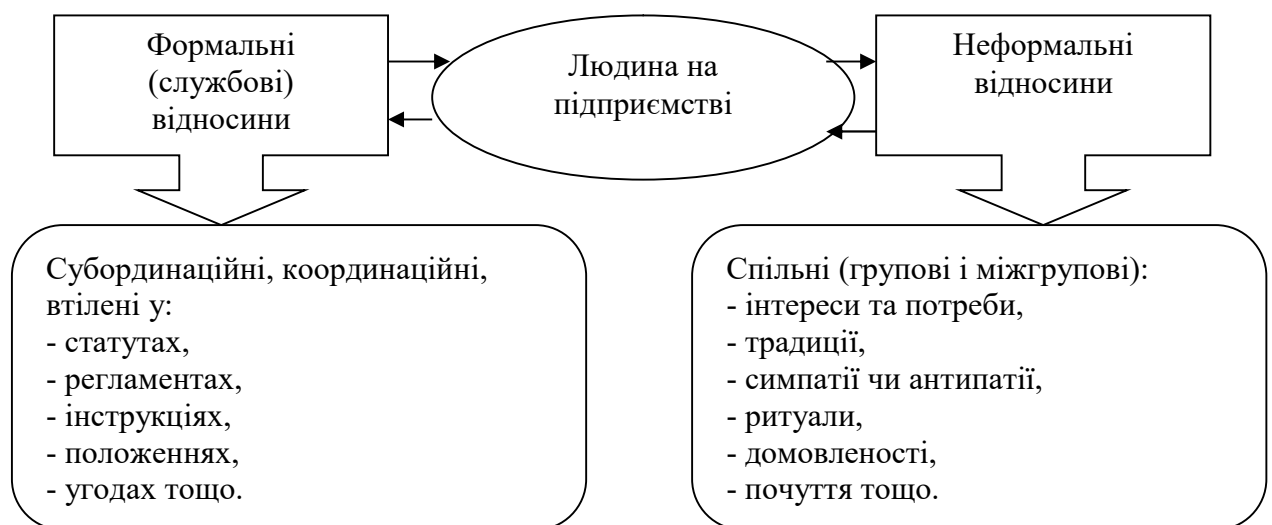 Формальні
(службові)
відносини
Людина на
підприємстві
Неформальні
відносини
Субординаційні, координаційні,
втілені у:
- статутах,
- регламентах,
- інструкціях,
- положеннях,
- угодах тощо.
Спільні (групові і міжгрупові):
- інтереси та потреби,
- традиції,
- симпатії чи антипатії,
- ритуали,
- домовленості,
- почуття тощо.